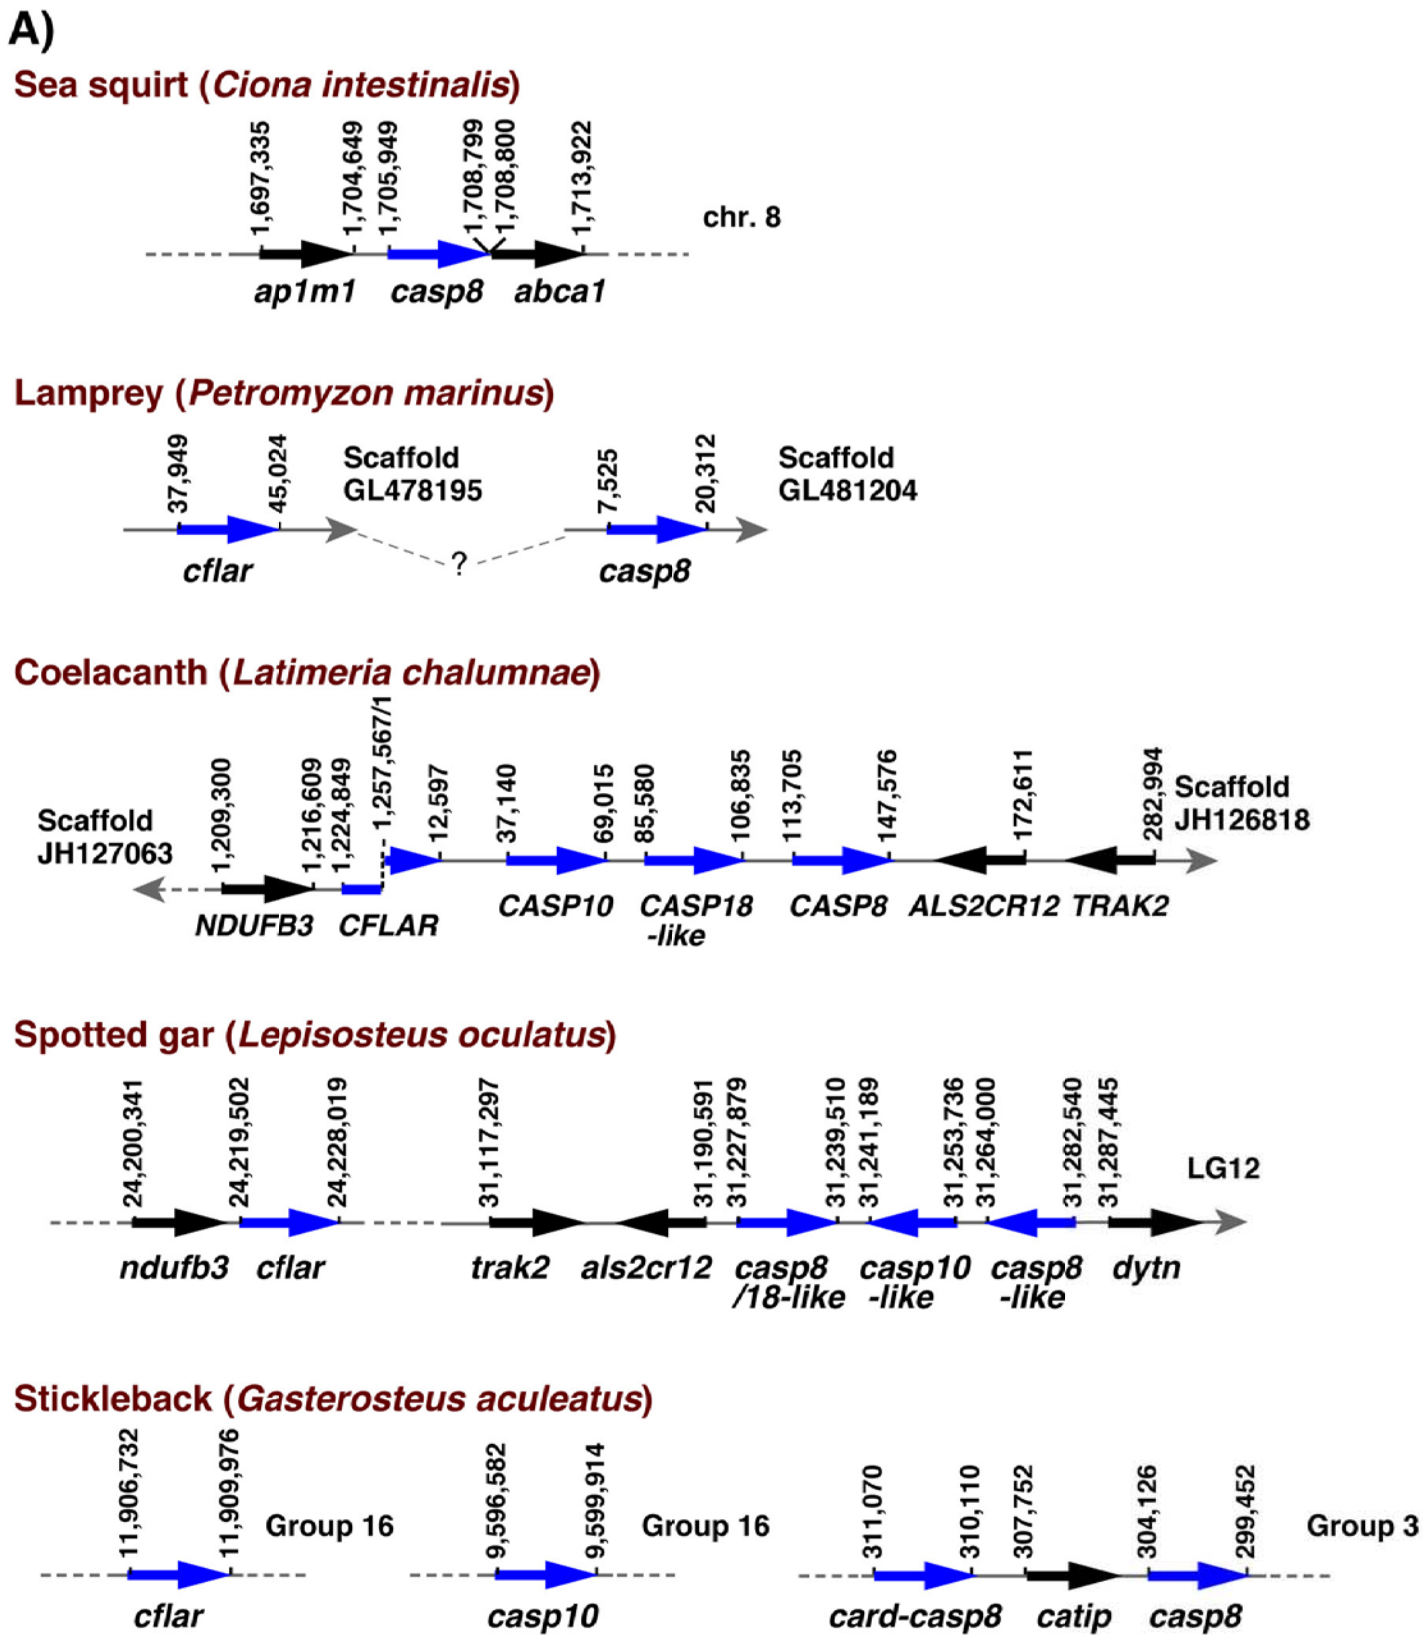 A)
Sea squirt (Ciona intestinalis)
1,697,335
1,704,649
1,705,949
1,708,799
1,708,800
1,713,922
chr. 8
ap1m1
casp8
abca1
Lamprey (Petromyzon marinus)
37,949
45,024
Scaffold
GL478195
7,525
20,312
Scaffold
GL481204
?
cflar
casp8
Coelacanth (Latimeria chalumnae)
Scaffold
JH127063
1,209,300
1,216,609
1,224,849
1,257,567/1
12,597
37,140
69,015
85,580
106,835
113,705
147,576
172,611
282,994
Scaffold
JH126818
NDUFB3
CFLAR
CASP10
CASP18
-like
CASP8
ALS2CR12
TRAK2
Spotted gar (Lepisosteus oculatus)
24,200,341
24,219,502
24,228,019
31,117,297
31,190,591
31,227,879
31,239,510
31,241,189
31,253,736
31,264,000
31,282,540
31,287,445
LG12
ndufb3
cflar
trak2
als2cr12
casp8
/18-like
casp10
-like
casp8
-like
dytn
Stickleback (Gasterosteus aculeatus)
11,906,732
11,909,976
Group 16
9,596,582
9,599,914
Group 16
311,070
310,110
307,752
304,126
299,452
Group 3
cflar
casp10
card-casp8
catip
casp8